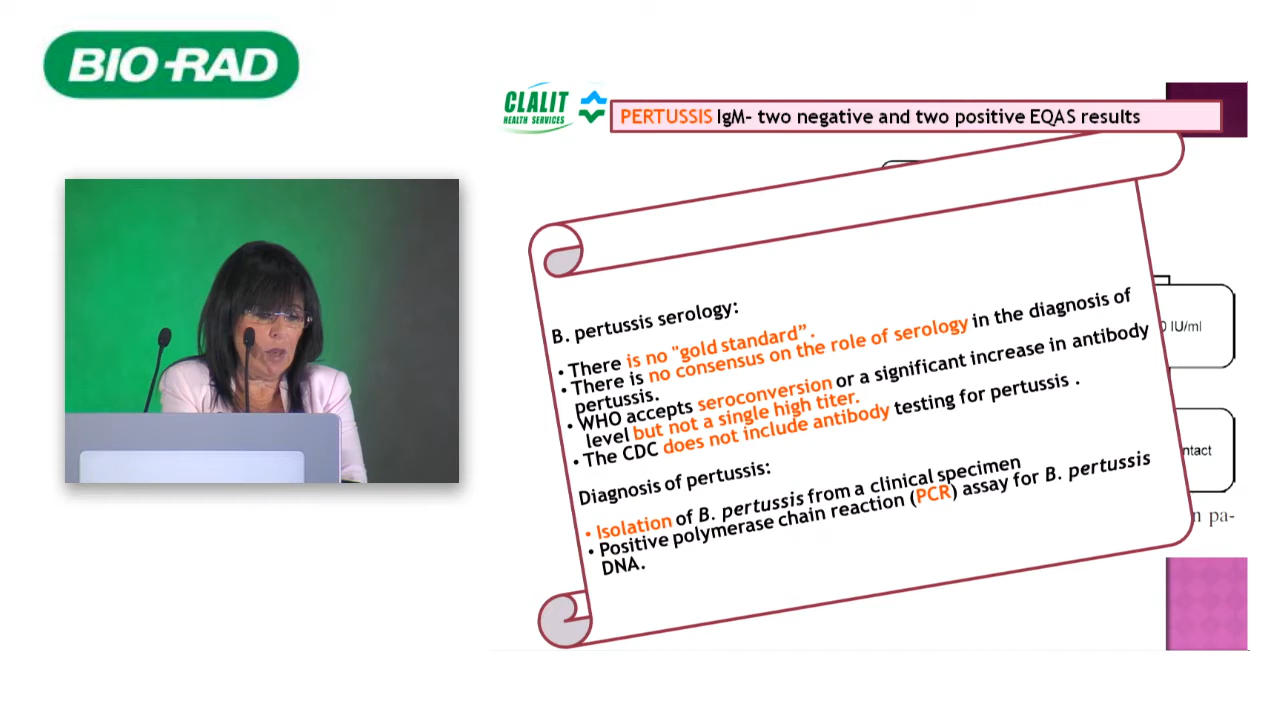 BIO-RAD
CLALIT
HEALTH SERVICES
PERTUSSIS IgM- two negative and two positive EQAS results
B. pertussis serology:
• There is no "gold standard”.
• There is no consensus on the role of serology in the diagnosis of
pertussis.
• WHO accepts seroconversion or a significant increase in antibody
level but not a single high titer.
• The CDC does not include antibody testing for pertussis .
Diagnosis of pertussis:
• Isolation of B. pertussis from a clinical specimen
• Positive polymerase chain reaction (PCR) assay for B. pertussis
DNA.
IU/ml
ntact
n pa-